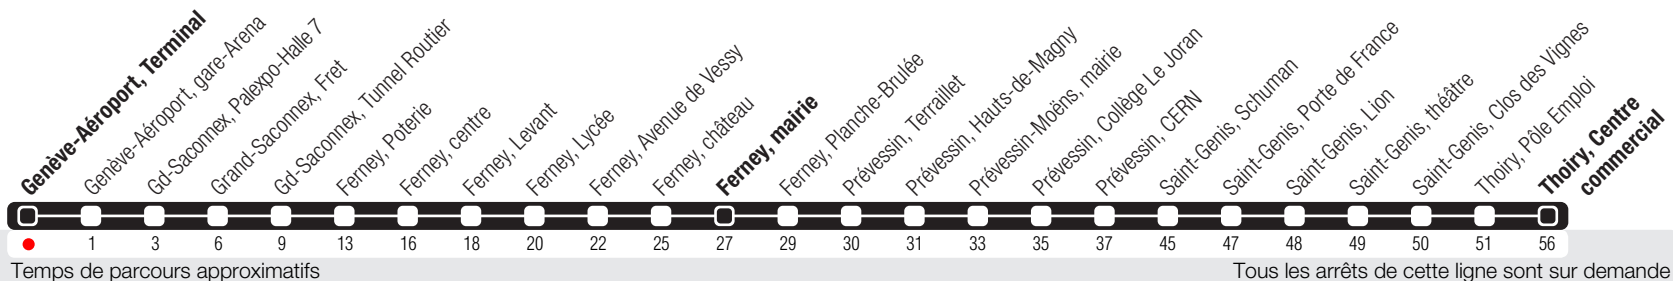 Genève-Aéroport, Terminal
Genève-Aéroport, gare-Arena
Gd-Saconnex, Palexpo-Halle 7
Grand-Saconnex, Fret
Gd-Saconnex, Tunnel Routier
Ferney, Poterie
Ferney, centre
Ferney, Levant
Ferney, Lycée
Ferney, Avenue de Vessy
Ferney, château
Ferney, mairie
Ferney, Planche-Brulée
Prévessin, Terraillet
Prévessin, Hauts-de-Magny
Prévessin-Moëns, mairie
Prévessin, Collège Le Joran
Prévessin, CERN
Saint-Genis, Schuman
Saint-Genis, Porte de France
Saint-Genis, Lion
Saint-Genis, théâtre
Saint-Genis, Clos des Vignes
Thoiry, Pôle Emploi
Thoiry, Centre
commercial
1 3 6 9 13 16 18 20 22 25 27 29 30 31 33 35 37 45 47 48 49 50 51 56
Temps de parcours approximatifs
Tous les arrêts de cette ligne sont sur demande